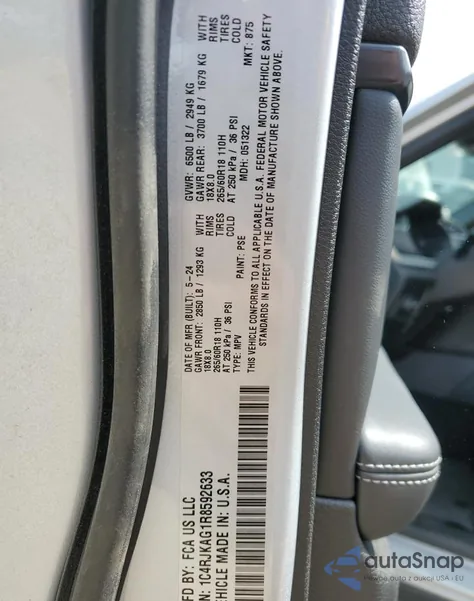 MFD BY: FCA US LLC
N: 1C4RJKAG1R8592633
VEHICLE MADE IN: U.S.A.
DATE OF MFR (BUILT): 5-24
GAWR FRONT: 2850 LB / 1293 KG WITH
18X8.0 RIMS
265/60R18 110H TIRES
AT 250 kPa / 36 PSI COLD
TYPE: MPV PAINT: PSE
GVWR: 6500 LB / 2949 KG
GAWR REAR: 3700 LB / 1679 KG WITH
18X8.0 RIMS
265/60R18 110H TIRES
AT 250 kPa / 36 PSI COLD
MDH: 051322 MKT: 875
THIS VEHICLE CONFORMS TO ALL APPLICABLE U.S.A. FEDERAL MOTOR VEHICLE SAFETY
STANDARDS IN EFFECT ON THE DATE OF MANUFACTURE SHOWN ABOVE.
autoSnap